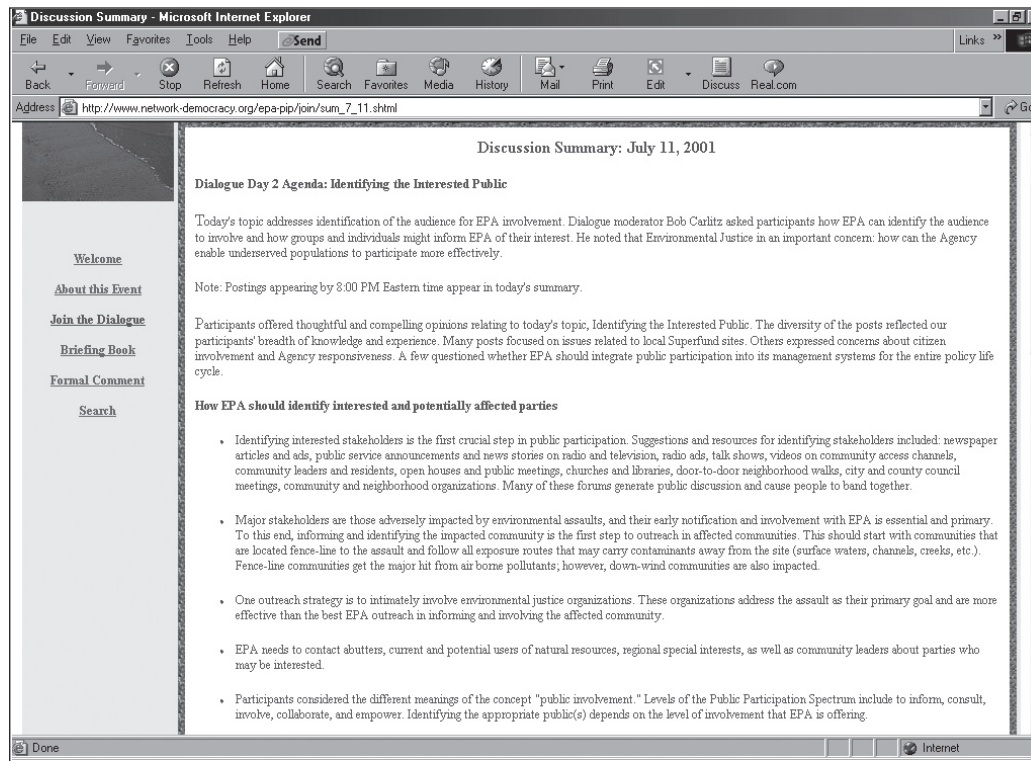 Discussion Summary - Microsoft Internet Explorer
File Edit View Favorites Tools Help Send Links »
Back Forward Stop Refresh Home Search Favorites Media History Mail Print Edit Discuss Real.com
Address http://www.network-democracy.org/epa-pip/join/sum_7_11.shtml
Welcome
About this Event
Join the Dialogue
Briefing Book
Formal Comment
Search
Discussion Summary: July 11, 2001
Dialogue Day 2 Agenda: Identifying the Interested Public
Today's topic addresses identification of the audience for EPA involvement. Dialogue moderator Bob Carlitz asked participants how EPA can identify the audience
to involve and how groups and individuals might inform EPA of their interest. He noted that Environmental Justice in an important concern: how can the Agency
enable underserved populations to participate more effectively.
Note: Postings appearing by 8:00 PM Eastern time appear in today's summary.
Participants offered thoughtful and compelling opinions relating to today's topic, Identifying the Interested Public. The diversity of the posts reflected our
participants' breadth of knowledge and experience. Many posts focused on issues related to local Superfund sites. Others expressed concerns about citizen
involvement and Agency responsiveness. A few questioned whether EPA should integrate public participation into its management systems for the entire policy life
cycle.
How EPA should identify interested and potentially affected parties
• Identifying interested stakeholders is the first crucial step in public participation. Suggestions and resources for identifying stakeholders included: newspaper
articles and ads, public service announcements and news stories on radio and television, radio ads, talk shows, videos on community access channels,
community leaders and residents, open houses and public meetings, churches and libraries, door-to-door neighborhood walks, city and county council
meetings, community and neighborhood organizations. Many of these forums generate public discussion and cause people to band together.
• Major stakeholders are those adversely impacted by environmental assaults, and their early notification and involvement with EPA is essential and primary.
To this end, informing and identifying the impacted community is the first step to outreach in affected communities. This should start with communities that
are located fence-line to the assault and follow all exposure routes that may carry contaminants away from the site (surface waters, channels, creeks, etc.).
Fence-line communities get the major hit from air borne pollutants; however, down-wind communities are also impacted.
• One outreach strategy is to intimately involve environmental justice organizations. These organizations address the assault as their primary goal and are more
effective than the best EPA outreach in informing and involving the affected community.
• EPA needs to contact abutters, current and potential users of natural resources, regional special interests, as well as community leaders about parties who
may be interested.
• Participants considered the different meanings of the concept "public involvement." Levels of the Public Participation Spectrum include to inform, consult,
involve, collaborate, and empower. Identifying the appropriate public(s) depends on the level of involvement that EPA is offering.
Done Internet